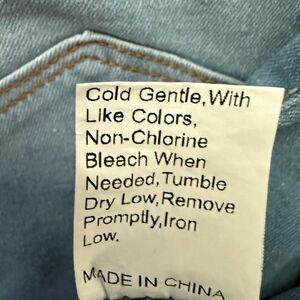 Cold Gentle,With
Like Colors,
Non-Chlorine
Bleach When
Needed,Tumble
Dry Low,Remove
Promptly,Iron
Low.
MADE IN CHINA